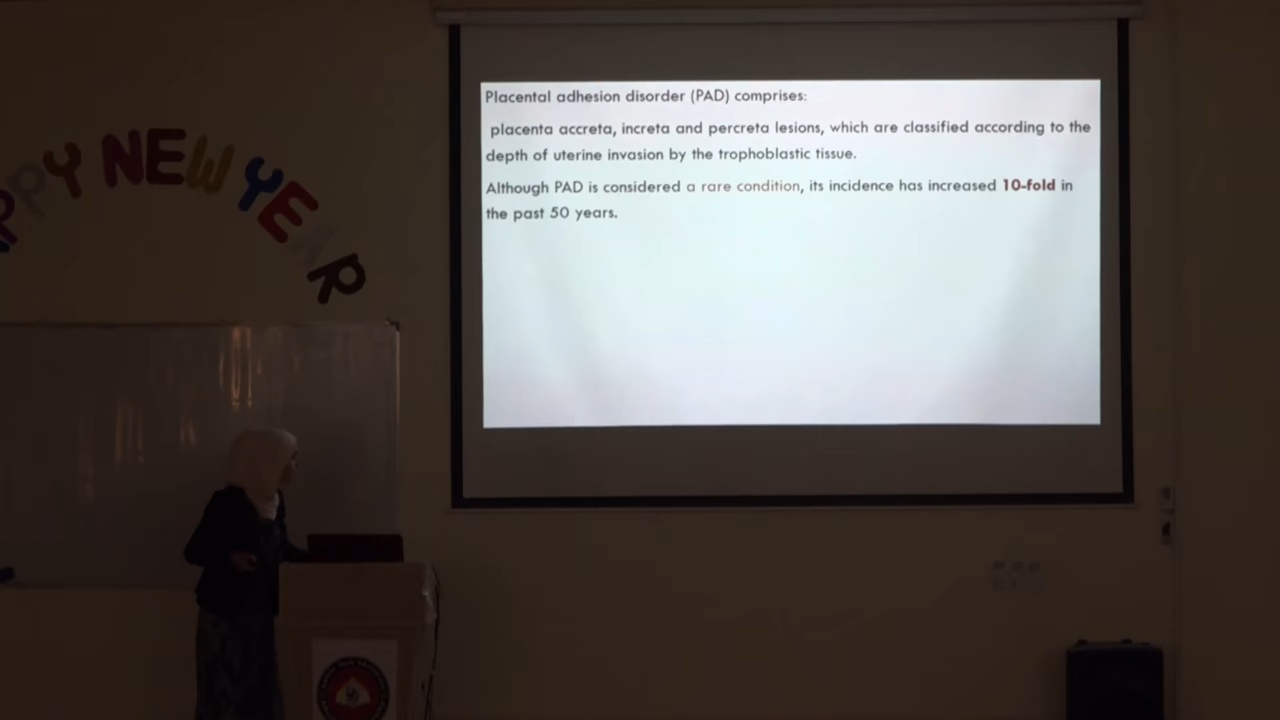 PPY NEW YEAR
Placental adhesion disorder (PAD) comprises:
placenta accreta, increta and percreta lesions, which are classified according to the
depth of uterine invasion by the trophoblastic tissue.
Although PAD is considered a rare condition, its incidence has increased 10-fold in
the past 50 years.